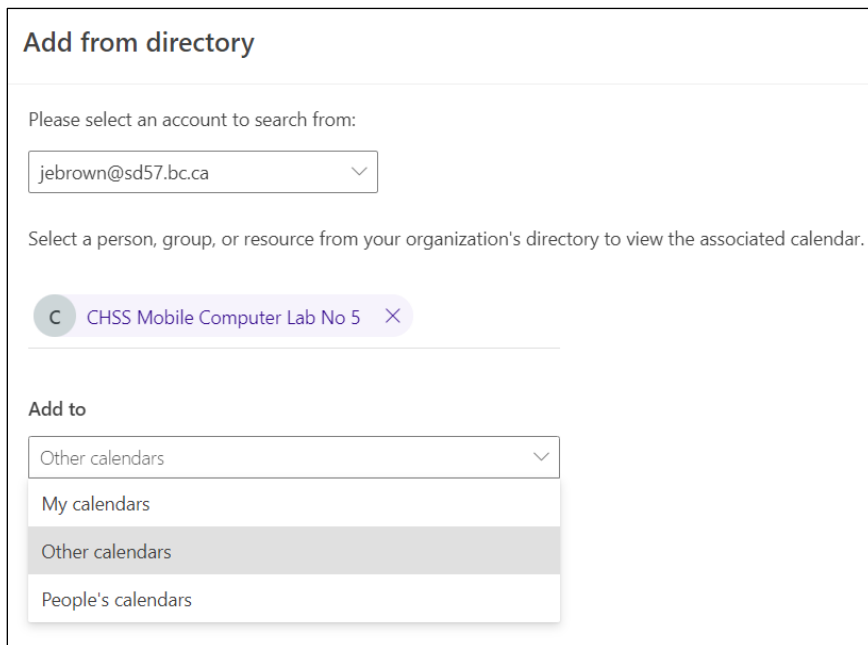 Add from directory
Please select an account to search from:
jebrown@sd57.bc.ca
Select a person, group, or resource from your organization's directory to view the associated calendar.
C CHSS Mobile Computer Lab No 5
Add to
Other calendars
My calendars
Other calendars
People's calendars